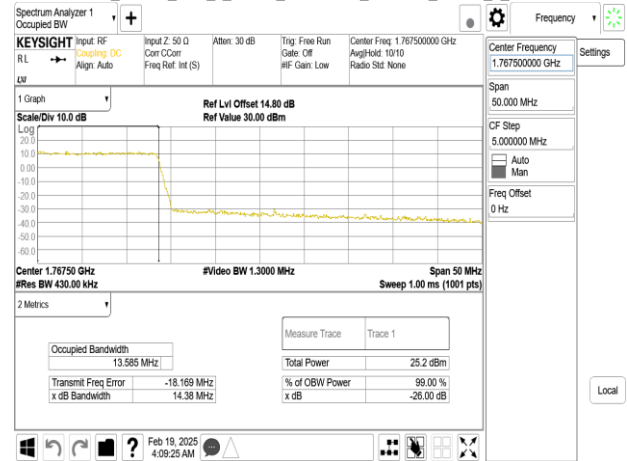 Spectrum Analyzer 1
Occupied BW
Frequency
KEYSIGHT
Input: RF
Coupling: DC
Align: Auto
Input Z: 50 Ω
Corr CCorr
Freq Ref: Int (S)
Atten: 30 dB
Trig: Free Run
Gate: Off
#IF Gain: Low
Center Freq: 1.767500000 GHz
Avg|Hold: 10/10
Radio Std: None
RL
LXI
Center Frequency
1.767500000 GHz
Settings
Span
50.000 MHz
CF Step
5.000000 MHz
Auto
Man
Freq Offset
0 Hz
Local
1 Graph
Scale/Div 10.0 dB
Ref Lvl Offset 14.80 dB
Ref Value 30.00 dBm
Log
20.0
10.0
0.00
-10.0
-20.0
-30.0
-40.0
-50.0
-60.0
Center 1.76750 GHz
#Video BW 1.3000 MHz
Span 50 MHz
#Res BW 430.00 kHz
Sweep 1.00 ms (1001 pts)
2 Metrics
Measure Trace Trace 1
Occupied Bandwidth
13.585 MHz
Total Power 25.2 dBm
Transmit Freq Error -18.169 MHz
% of OBW Power 99.00 %
x dB Bandwidth 14.38 MHz
x dB -26.00 dB
Feb 19, 2025
4:09:25 AM